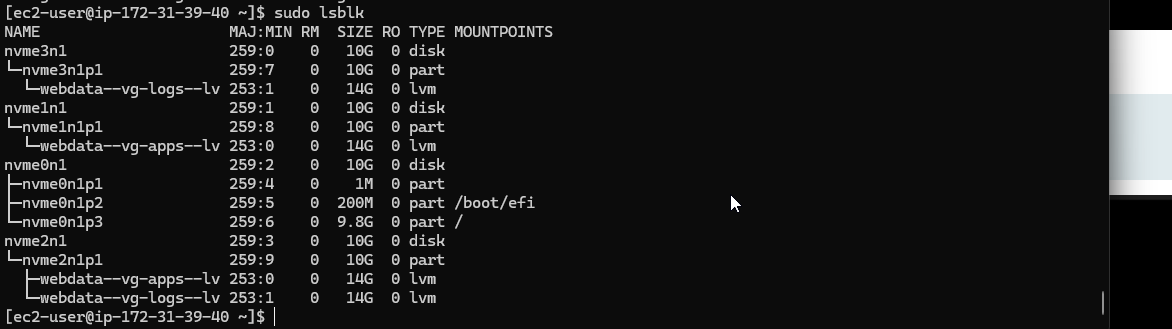 [ec2-user@ip-172-31-39-40 ~]$ sudo lsblk
NAME                     MAJ:MIN RM  SIZE RO TYPE MOUNTPOINTS
nvme3n1                  259:0    0   10G  0 disk
└─nvme3n1p1              259:7    0   10G  0 part
  └─webdata--vg-logs--lv 253:1    0   14G  0 lvm
nvme1n1                  259:1    0   10G  0 disk
└─nvme1n1p1              259:8    0   10G  0 part
  └─webdata--vg-apps--lv 253:0    0   14G  0 lvm
nvme0n1                  259:2    0   10G  0 disk
├─nvme0n1p1              259:4    0    1M  0 part
├─nvme0n1p2              259:5    0  200M  0 part /boot/efi
└─nvme0n1p3              259:6    0  9.8G  0 part /
nvme2n1                  259:3    0   10G  0 disk
└─nvme2n1p1              259:9    0   10G  0 part
  ├─webdata--vg-apps--lv 253:0    0   14G  0 lvm
  └─webdata--vg-logs--lv 253:1    0   14G  0 lvm
[ec2-user@ip-172-31-39-40 ~]$